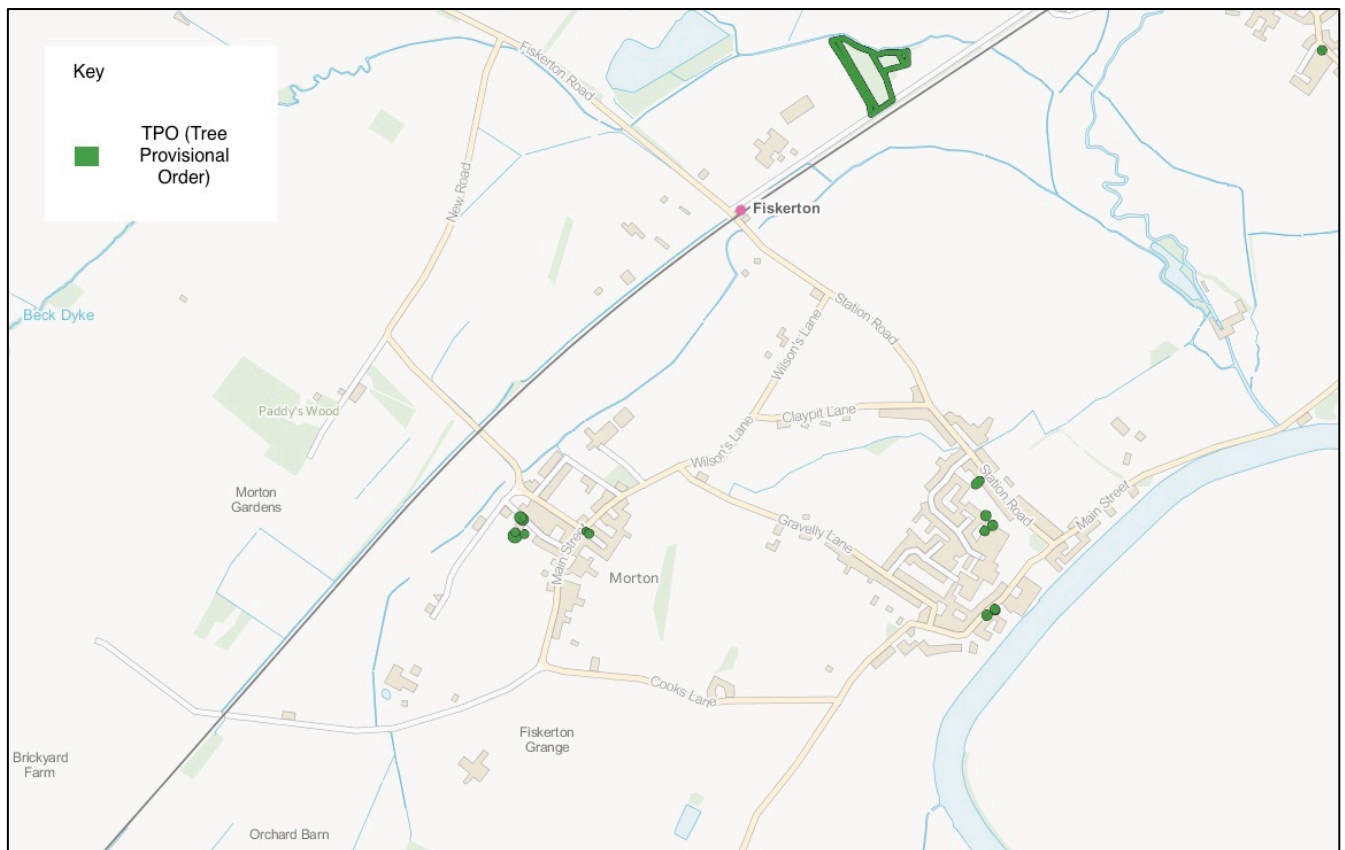 Key
TPO (Tree
Provisional
Order)
Fiskerton Road
New Road
Fiskerton
Beck Dyke
Station Road
Wilson's Lane
Paddy's Wood
Claypit Lane
Wilson's Lane
Station Road
Main Street
Morton
Gardens
Gravelly Lane
Main Street
Morton
Cooks Lane
Fiskerton
Grange
Brickyard
Farm
Orchard Barn